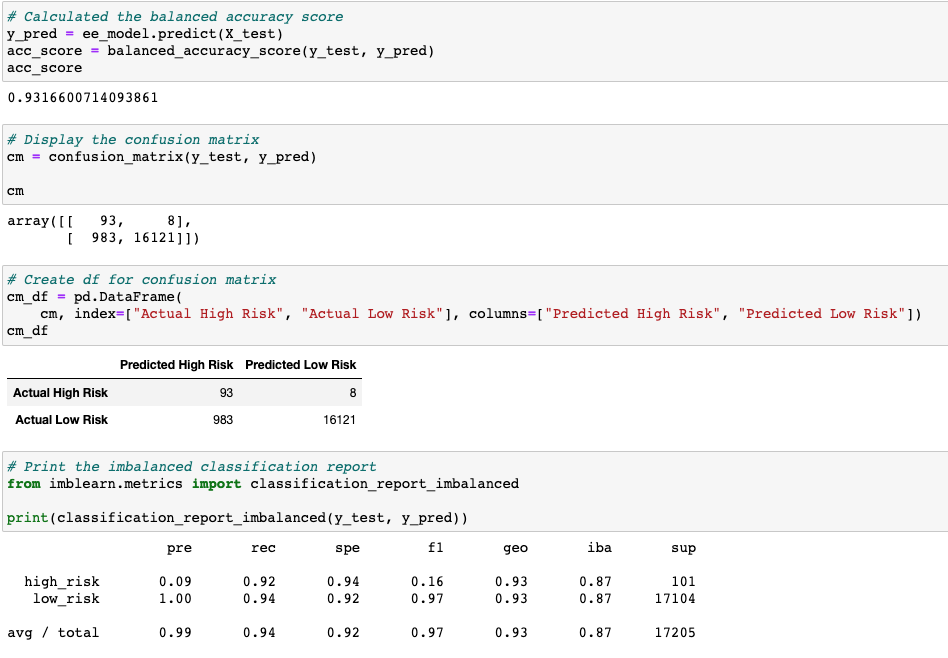 # Calculated the balanced accuracy score
y_pred = ee_model.predict(X_test)
acc_score = balanced_accuracy_score(y_test, y_pred)
acc_score
0.9316600714093861
# Display the confusion matrix
cm = confusion_matrix(y_test, y_pred)
cm
array([[   93,     8],
       [  983, 16121]])
# Create df for confusion matrix
cm_df = pd.DataFrame(
    cm, index=["Actual High Risk", "Actual Low Risk"], columns=["Predicted High Risk", "Predicted Low Risk"])
cm_df
Predicted High Risk Predicted Low Risk
Actual High Risk 93 8
Actual Low Risk 983 16121
# Print the imbalanced classification report
from imblearn.metrics import classification_report_imbalanced
print(classification_report_imbalanced(y_test, y_pred))
pre rec spe f1 geo iba sup
high_risk 0.09 0.92 0.94 0.16 0.93 0.87 101
low_risk 1.00 0.94 0.92 0.97 0.93 0.87 17104
avg / total 0.99 0.94 0.92 0.97 0.93 0.87 17205